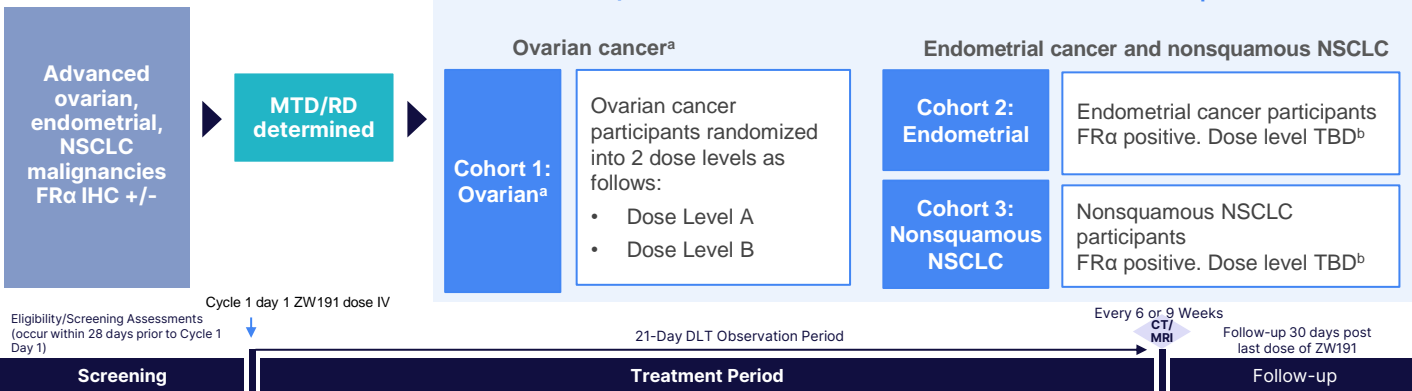 Advanced
ovarian,
endometrial,
NSCLC
malignancies
FRα IHC +/-
MTD/RD
determined
Ovarian cancerᵃ
Cohort 1:
Ovarianᵃ
Ovarian cancer
participants randomized
into 2 dose levels as
follows:
• Dose Level A
• Dose Level B
Endometrial cancer and nonsquamous NSCLC
Cohort 2:
Endometrial
Endometrial cancer participants
FRα positive. Dose level TBDᵇ
Cohort 3:
Nonsquamous
NSCLC
Nonsquamous NSCLC
participants
FRα positive. Dose level TBDᵇ
Cycle 1 day 1 ZW191 dose IV
Eligibility/Screening Assessments
(occur within 28 days prior to Cycle 1
Day 1)
21-Day DLT Observation Period
Every 6 or 9 Weeks
CT/
MRI
Follow-up 30 days post
last dose of ZW191
Screening
Treatment Period
Follow-up